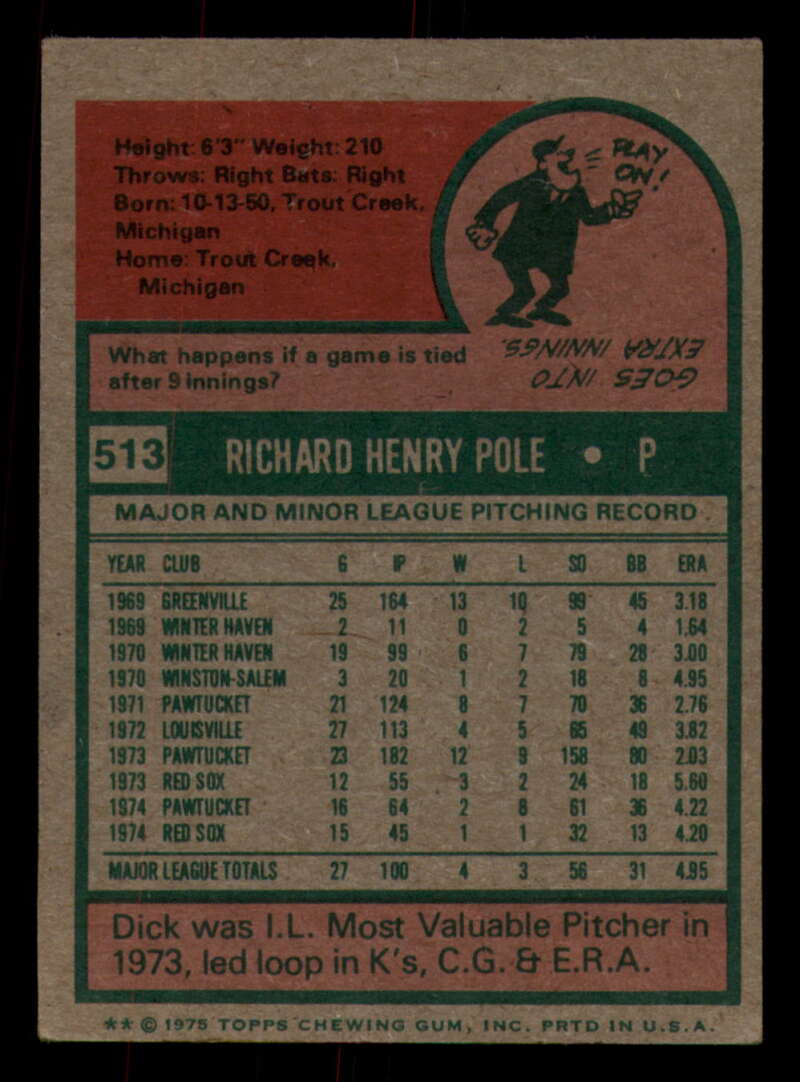 Height: 6'3" Weight: 210
Throws: Right Bats: Right
Born: 10-13-50, Trout Creek,
Michigan
Home: Trout Creek,
Michigan
PLAY
ON!
What happens if a game is tied
after 9 innings?
GOES INTO
EXTRA INNINGS.
513 RICHARD HENRY POLE • P
MAJOR AND MINOR LEAGUE PITCHING RECORD
YEAR CLUB G IP W L SO BB ERA
1969 GREENVILLE 25 164 13 10 99 45 3.18
1969 WINTER HAVEN 2 11 0 2 5 4 1.64
1970 WINTER HAVEN 19 99 6 7 79 28 3.00
1970 WINSTON-SALEM 3 20 1 2 18 8 4.95
1971 PAWTUCKET 21 124 8 7 70 36 2.76
1972 LOUISVILLE 27 113 4 5 65 49 3.82
1973 PAWTUCKET 23 182 12 9 158 80 2.03
1973 RED SOX 12 55 3 2 24 18 5.60
1974 PAWTUCKET 16 64 2 8 61 36 4.22
1974 RED SOX 15 45 1 1 32 13 4.20
MAJOR LEAGUE TOTALS 27 100 4 3 56 31 4.95
Dick was I.L. Most Valuable Pitcher in
1973, led loop in K's, C.G. & E.R.A.
** © 1975 TOPPS CHEWING GUM, INC. PRTD IN U.S.A.